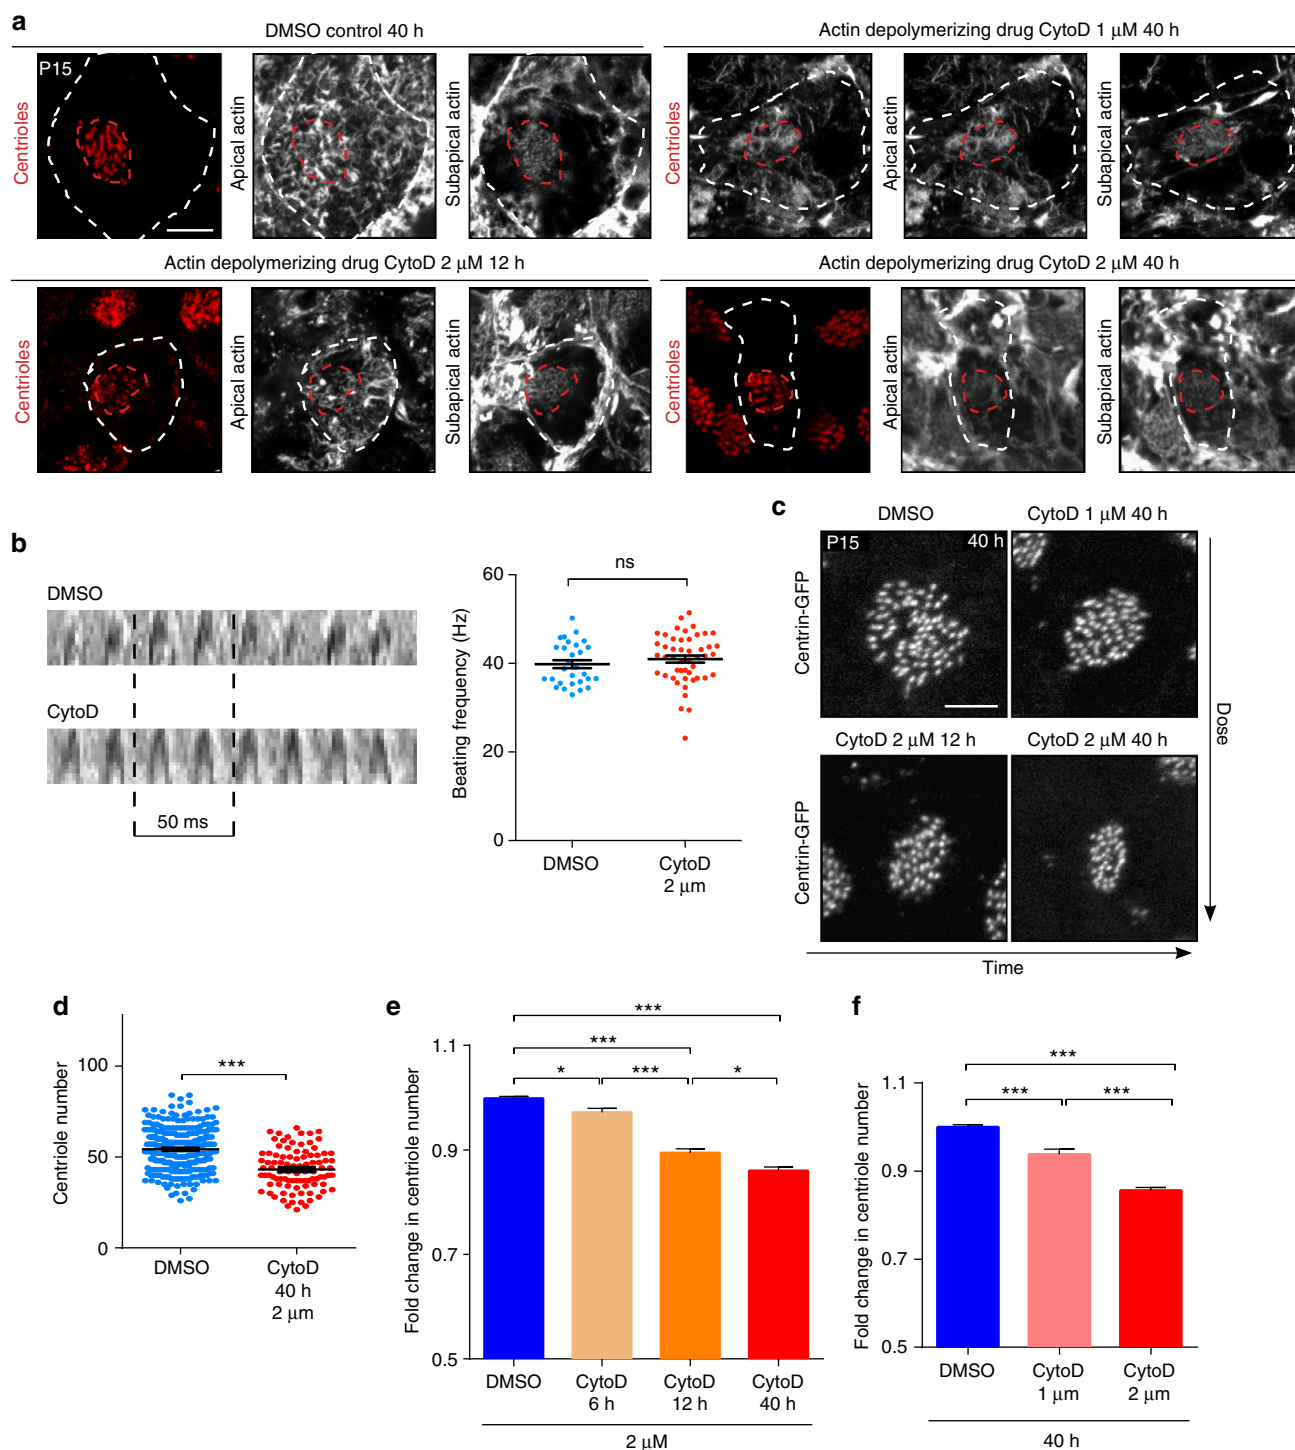 a
DMSO control 40 h
Actin depolymerizing drug CytoD 1 μM 40 h
P15
Centrioles
Apical actin
Subapical actin
Centrioles
Apical actin
Subapical actin
Actin depolymerizing drug CytoD 2 μM 12 h
Actin depolymerizing drug CytoD 2 μM 40 h
Centrioles
Apical actin
Subapical actin
Centrioles
Apical actin
Subapical actin
b
DMSO
CytoD
50 ms
Beating frequency (Hz)
60
40
20
0
ns
DMSO
CytoD
2 μm
c
DMSO
CytoD 1 μM 40 h
P15
40 h
Centrin-GFP
CytoD 2 μM 12 h
CytoD 2 μM 40 h
Centrin-GFP
Dose
Time
d
Centriole number
100
50
0
***
DMSO
CytoD
40 h
2 μm
e
Fold change in centriole number
1.1
0.9
0.7
0.5
***
***
*
***
*
DMSO
CytoD
6 h
CytoD
12 h
CytoD
40 h
2 μM
f
Fold change in centriole number
1.1
0.9
0.7
0.5
***
***
***
DMSO
CytoD
1 μm
CytoD
2 μm
40 h